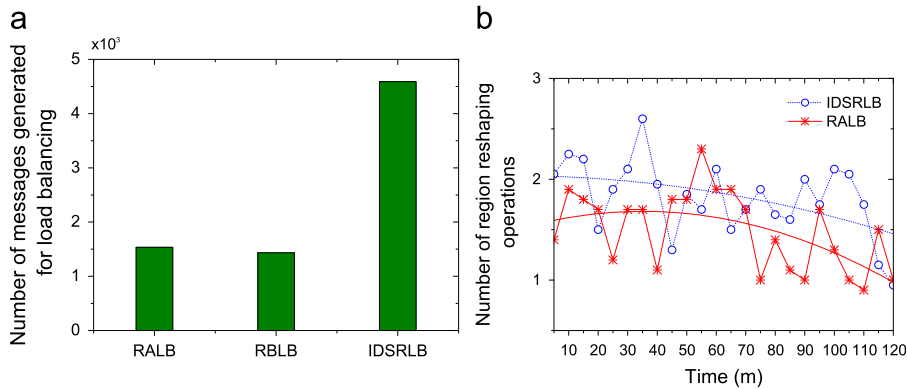 a
×10³
5
4
3
2
1
0
Number of messages generated
for load balancing
RALB
RBLB
IDSRLB
b
3
2
1
Number of region reshaping
operations
IDSRLB
RALB
10 20 30 40 50 60 70 80 90 100 110 120
Time (m)